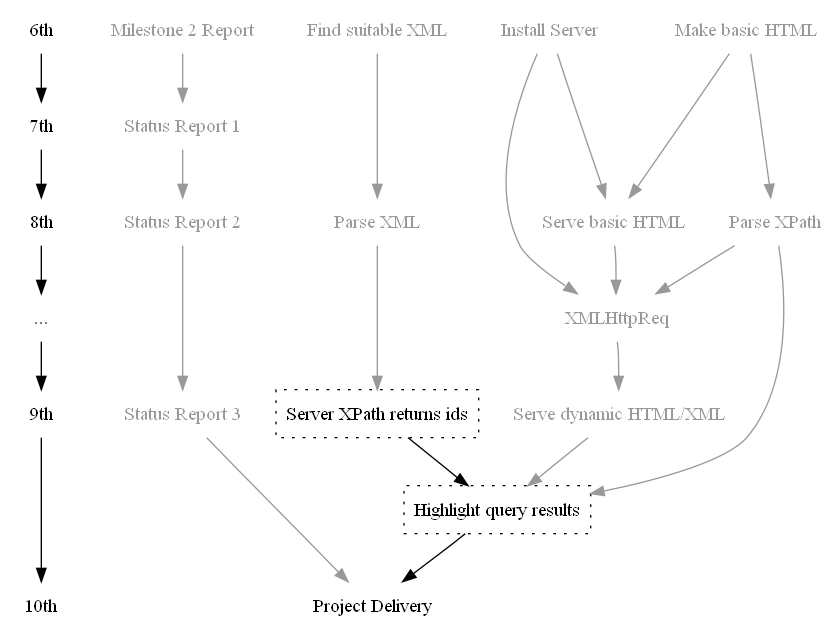 6th Milestone 2 Report Find suitable XML Install Server Make basic HTML
7th Status Report 1
8th Status Report 2 Parse XML Serve basic HTML Parse XPath
... XMLHttpReq
9th Status Report 3 Server XPath returns ids Serve dynamic HTML/XML
Highlight query results
10th Project Delivery